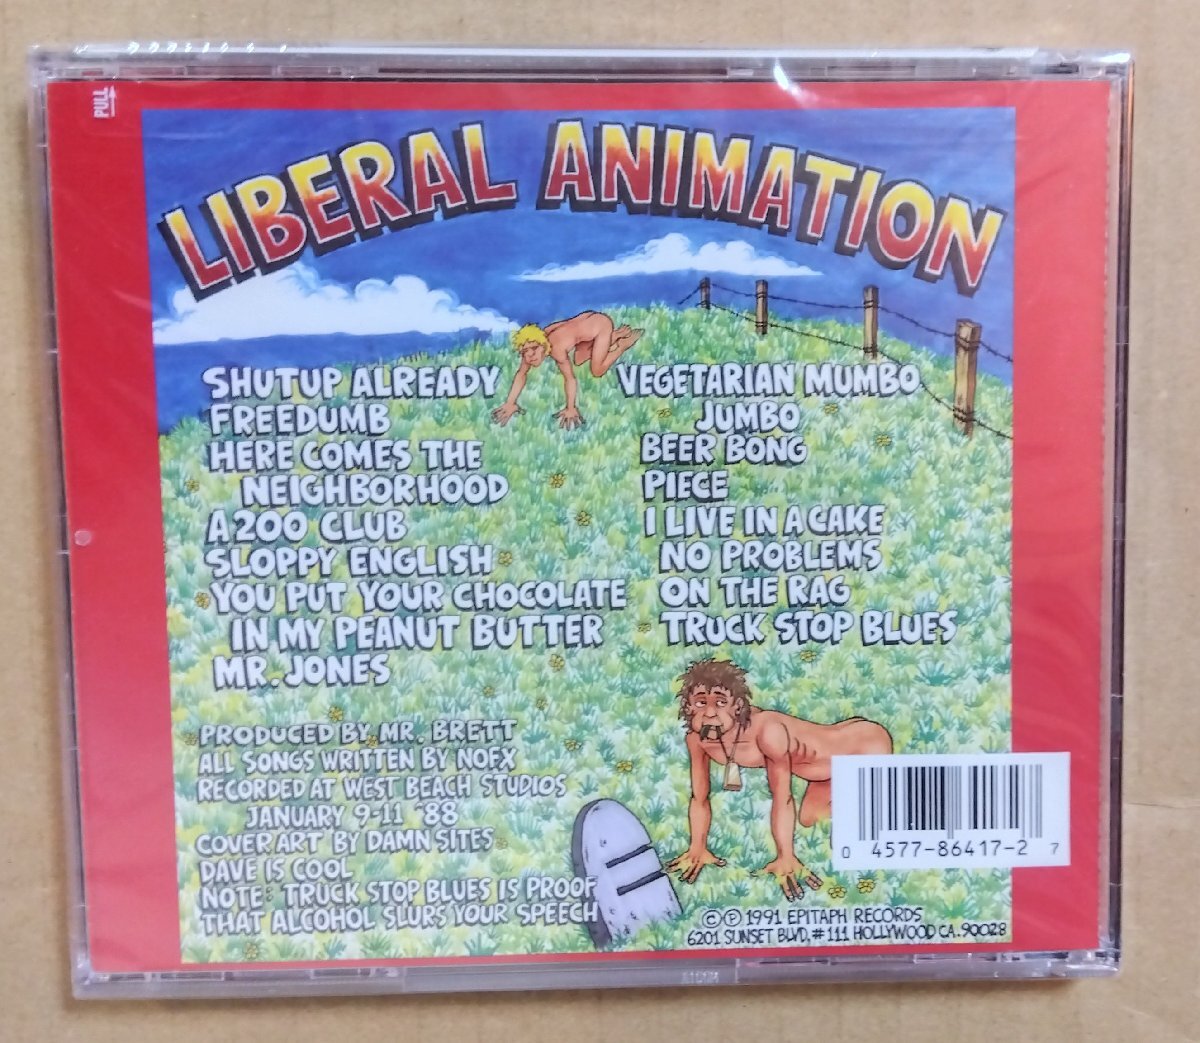 PULL
LIBERAL ANIMATION
SHUTUP ALREADY
FREEDUMB
HERE COMES THE
NEIGHBORHOOD
A 200 CLUB
SLOPPY ENGLISH
YOU PUT YOUR CHOCOLATE
IN MY PEANUT BUTTER
MR. JONES
VEGETARIAN MUMBO
JUMBO
BEER BONG
PIECE
I LIVE IN A CAKE
NO PROBLEMS
ON THE RAG
TRUCK STOP BLUES
PRODUCED BY MR. BRETT
ALL SONGS WRITTEN BY NOFX
RECORDED AT WEST BEACH STUDIOS
JANUARY 9-11 '88
COVER ART BY DAMN SITES
DAVE IS COOL
NOTE: TRUCK STOP BLUES IS PROOF
THAT ALCOHOL SLURS YOUR SPEECH
0 4577-86417-2 7
© ℗ 1991 EPITAPH RECORDS
6201 SUNSET BLVD. #111 HOLLYWOOD CA. 90028